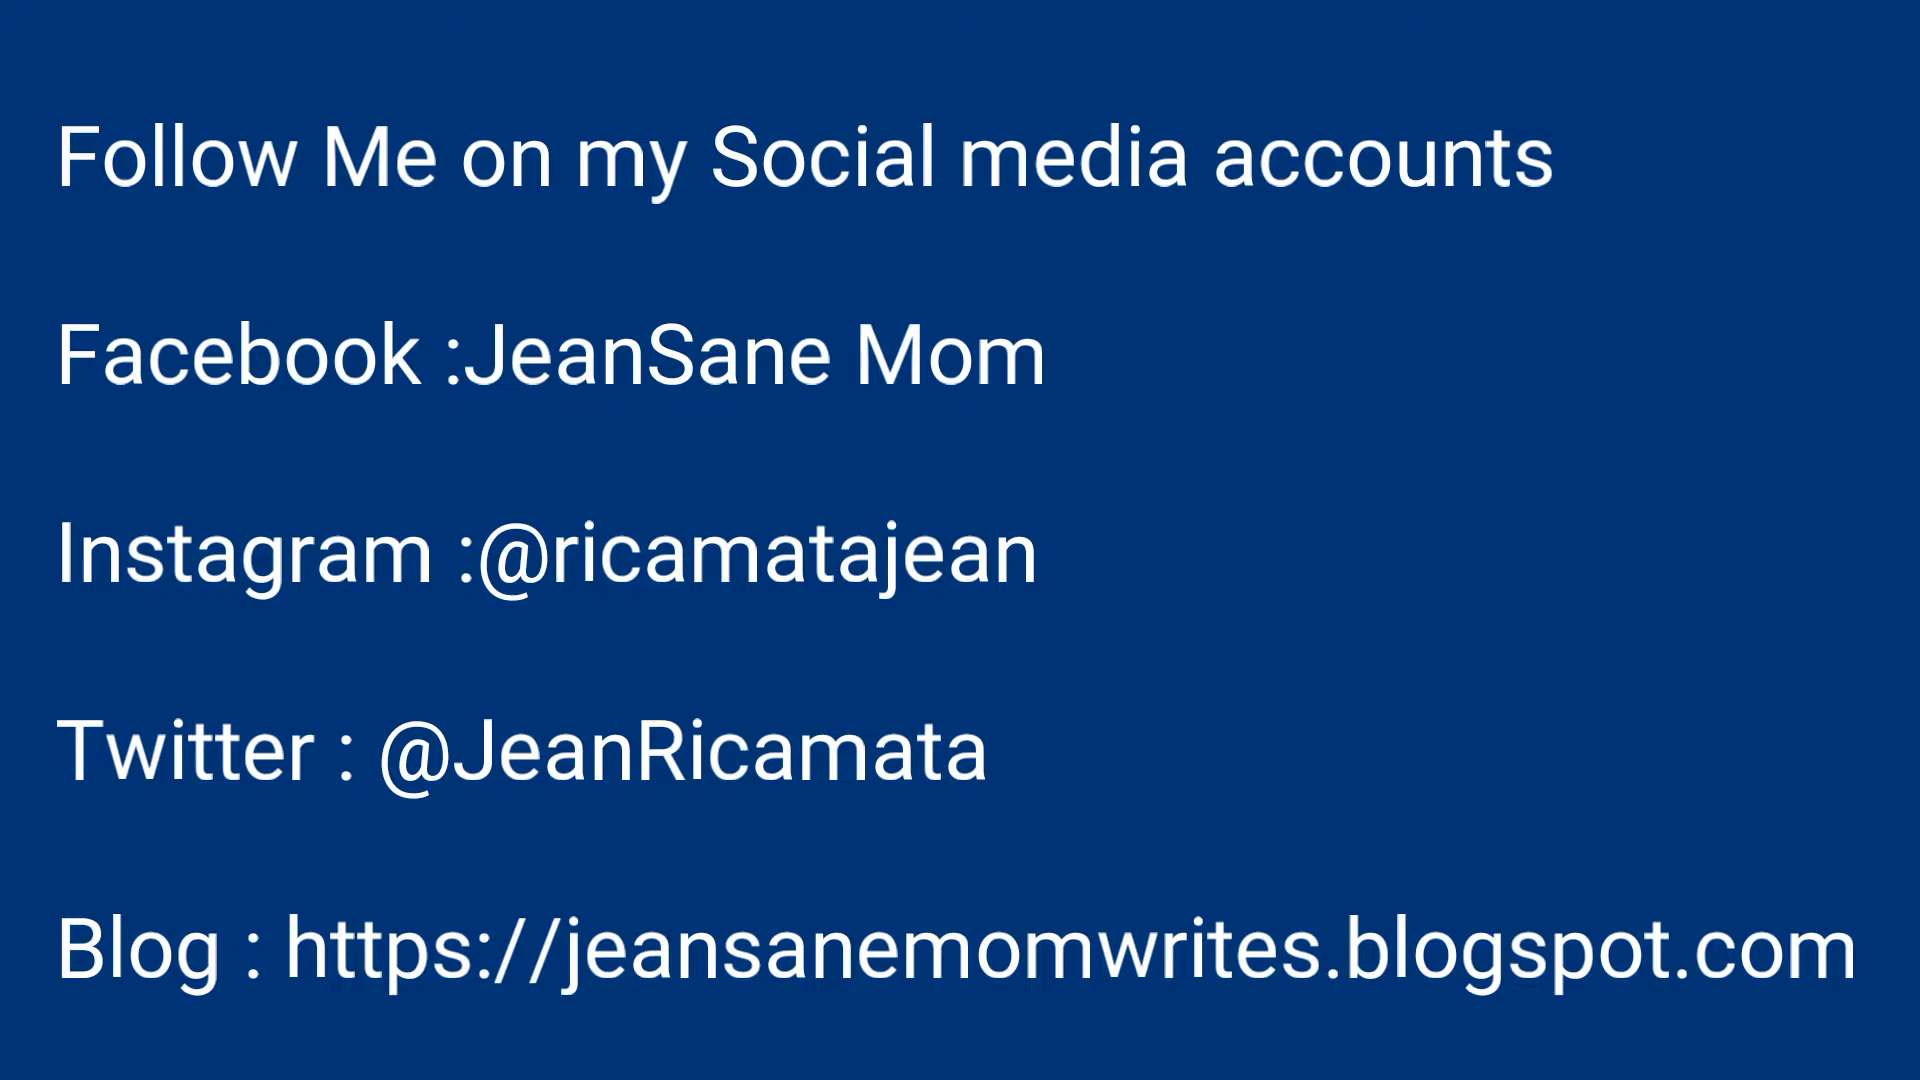 Follow Me on my Social media accounts
Facebook :JeanSane Mom
Instagram :@ricamatajean
Twitter : @JeanRicamata
Blog : https://jeansanemomwrites.blogspot.com